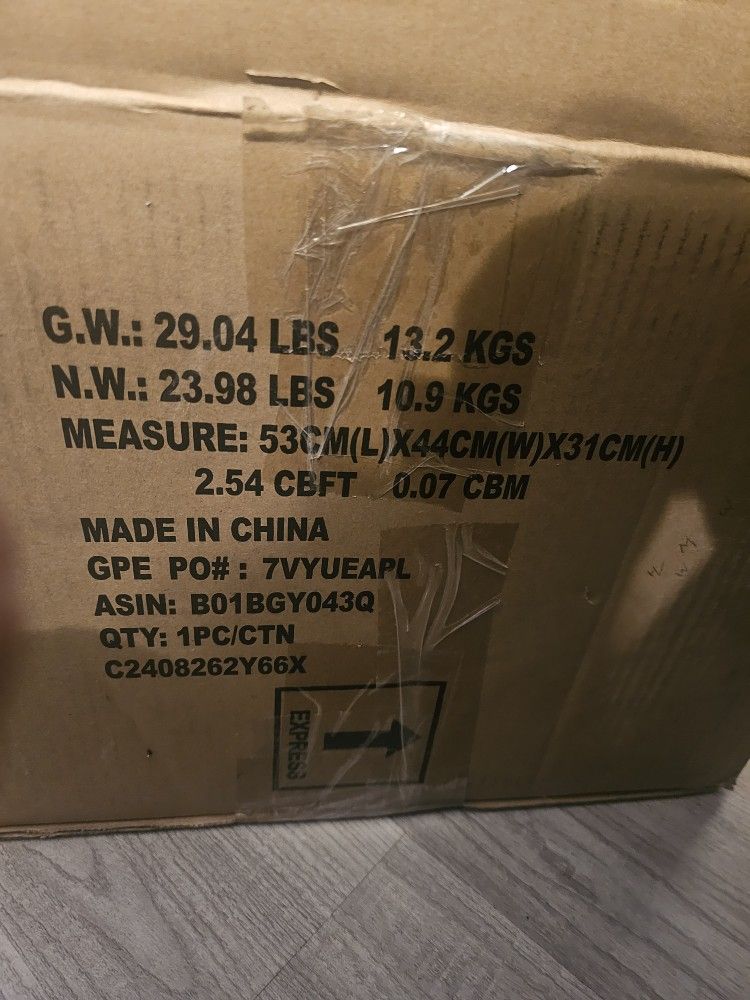 G.W.: 29.04 LBS 13.2 KGS
N.W.: 23.98 LBS 10.9 KGS
MEASURE: 53CM(L)X44CM(W)X31CM(H)
2.54 CBFT 0.07 CBM
MADE IN CHINA
GPE PO# : 7VYUEAPL
ASIN: B01BGY043Q
QTY: 1PC/CTN
C2408262Y66X
EXPRESS